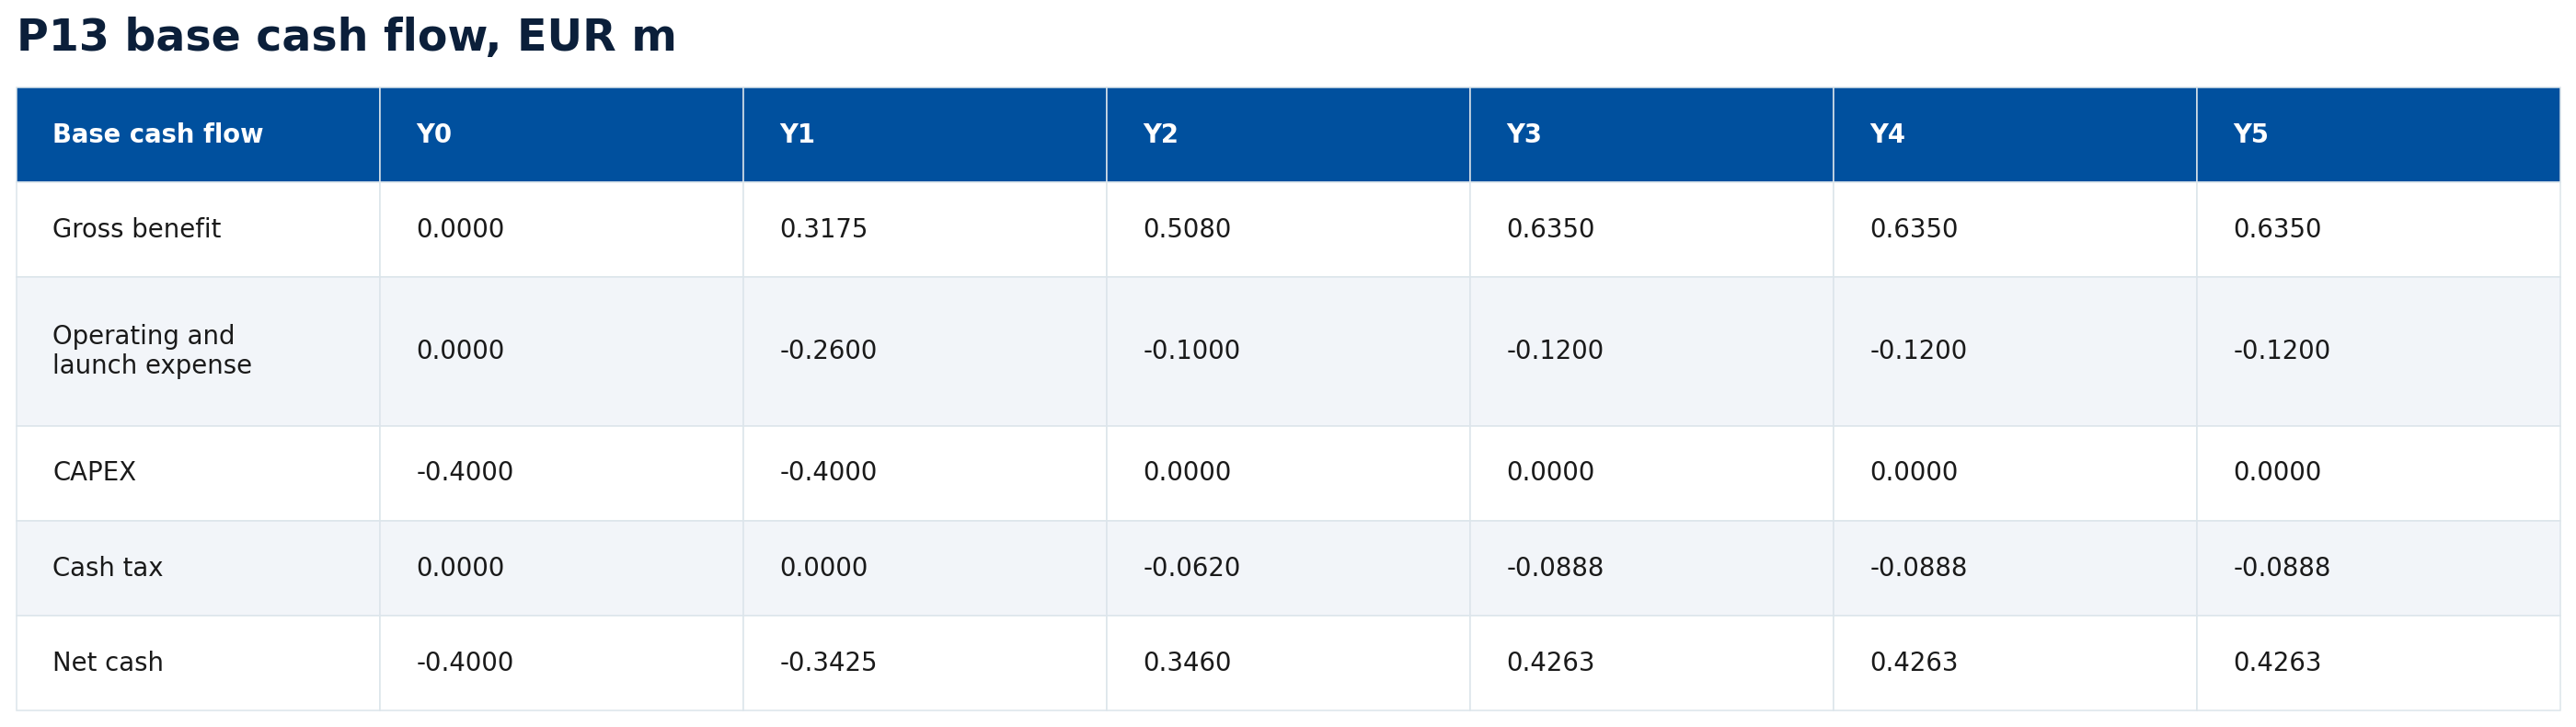 P13 base cash flow, EUR m
Base cash flow Y0 Y1 Y2 Y3 Y4 Y5
Gross benefit 0.0000 0.3175 0.5080 0.6350 0.6350 0.6350
Operating and
launch expense 0.0000 -0.2600 -0.1000 -0.1200 -0.1200 -0.1200
CAPEX -0.4000 -0.4000 0.0000 0.0000 0.0000 0.0000
Cash tax 0.0000 0.0000 -0.0620 -0.0888 -0.0888 -0.0888
Net cash -0.4000 -0.3425 0.3460 0.4263 0.4263 0.4263